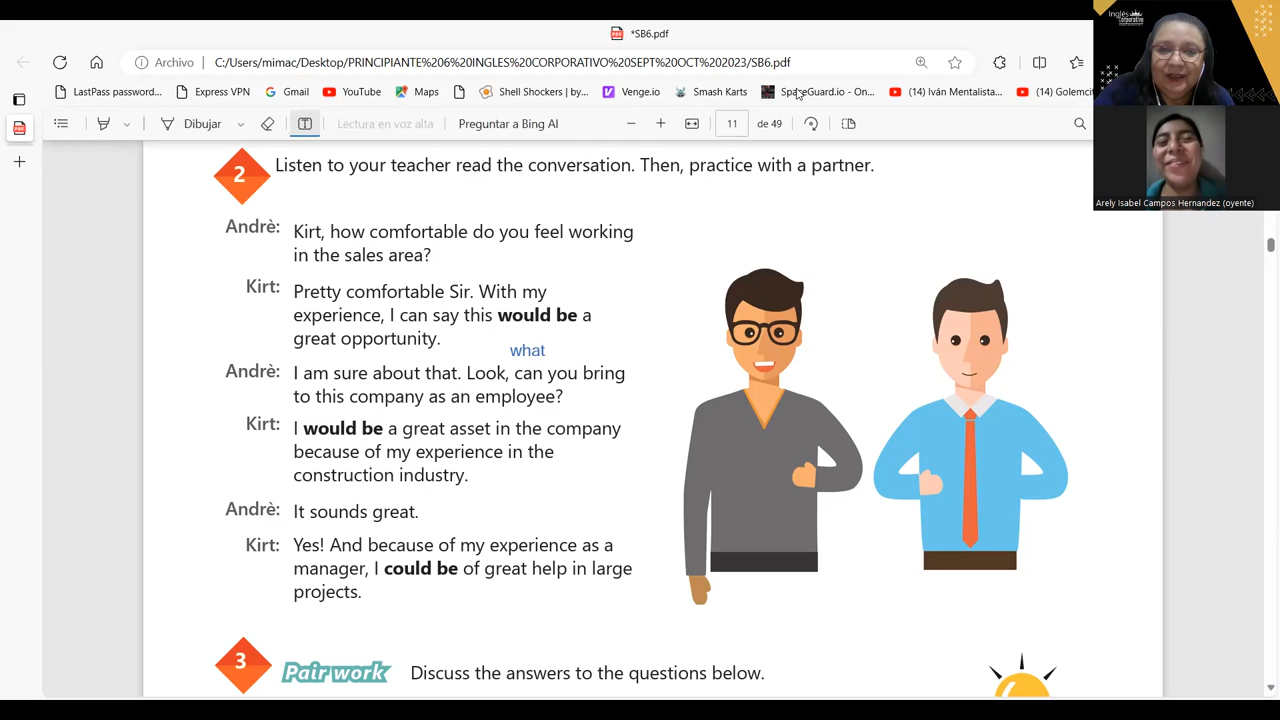 *SB6.pdf
Archivo C:/Users/mimac/Desktop/PRINCIPIANTE%206%20INGLES%20CORPORATIVO%20SEPT%20OCT%202023/SB6.pdf
LastPass password... Express VPN Gmail YouTube Maps Shell Shockers | by... Venge.io Smash Karts SpaceGuard.io - On... (14) Iván Mentalista... (14) Golemcit
Dibujar Lectura en voz alta Preguntar a Bing AI 11 de 49
Inglés
Corporativo
Arely Isabel Campos Hernandez (oyente)
2 Listen to your teacher read the conversation. Then, practice with a partner.
Andrè: Kirt, how comfortable do you feel working
in the sales area?
Kirt: Pretty comfortable Sir. With my
experience, I can say this would be a
great opportunity.
what
Andrè: I am sure about that. Look, can you bring
to this company as an employee?
Kirt: I would be a great asset in the company
because of my experience in the
construction industry.
Andrè: It sounds great.
Kirt: Yes! And because of my experience as a
manager, I could be of great help in large
projects.
3 Pair work Discuss the answers to the questions below.